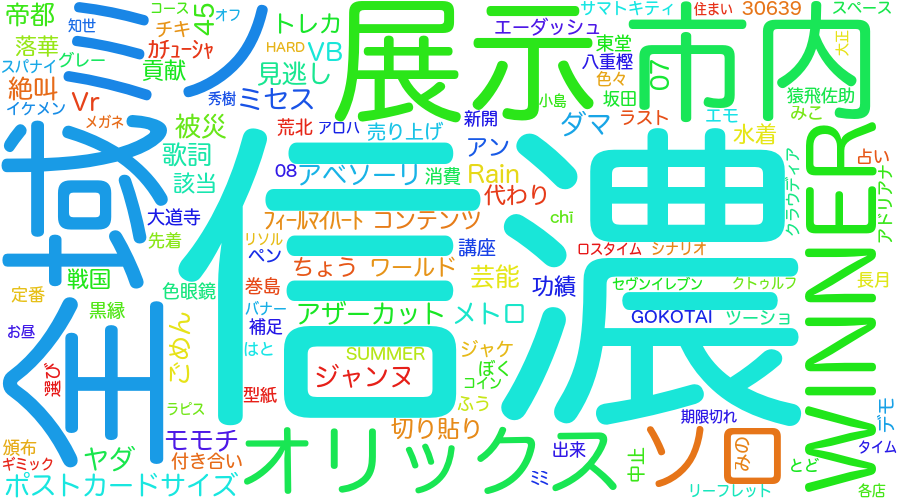 帝都
知世
コース
オフ
チキ
45
ミノ
トレカ
HARD
VB
展示
エーダッシュ
サマトキティ
住まい
30639
スペース
市内
大正
落華
グレー
カチューシャ
スパナイ
貢献
見逃し
東堂
八重樫
07
絶叫
Vr
秀樹
ミセス
小島
色々
坂田
猿飛佐助
みこ
イケメン
メガネ
被災
荒北
アロハ
売り上げ
新開
ダマ
ラスト
エモ
水着
全域
歌詞
信濃
アン
WINNER
占い
該当
08
アベソーリ
消費
Rain
代わり
クラウディア
アドリアナ
大道寺
先着
フィールマイハート
コンテンツ
chī
リソル
ペン
講座
ロスタイム
シナリオ
戦国
ちょう
ワールド
芸能
功績
セヴンイレブン
クトゥルフ
長月
定番
色眼鏡
巻島
黒縁
バナー
アザーカット
メトロ
GOKOTAI
ツーショ
お昼
補足
ごめん
はと
SUMMER
ジャケ
選び
型紙
ジャンヌ
ぼく
コイン
ラピス
ふう
デモ
頒布
モモチ
切り貼り
期限切れ
ギミック
ヤダ
付き合い
オリックス
ソロ
みの
出来
タイム
ポストカードサイズ
ミミ
中止
リーフレット
とど
各店